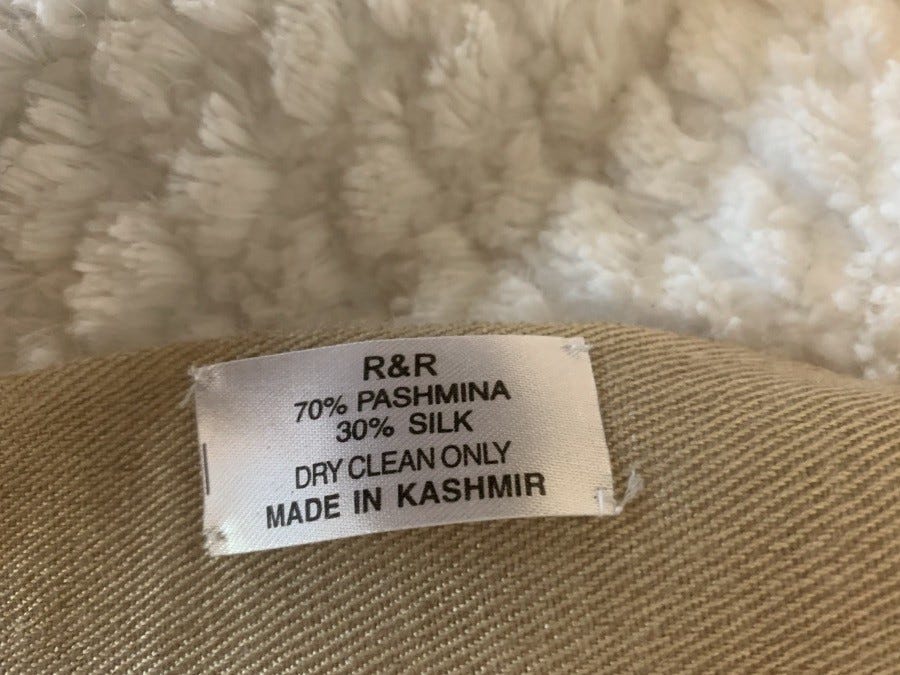 R&R
70% PASHMINA
30% SILK
DRY CLEAN ONLY
MADE IN KASHMIR